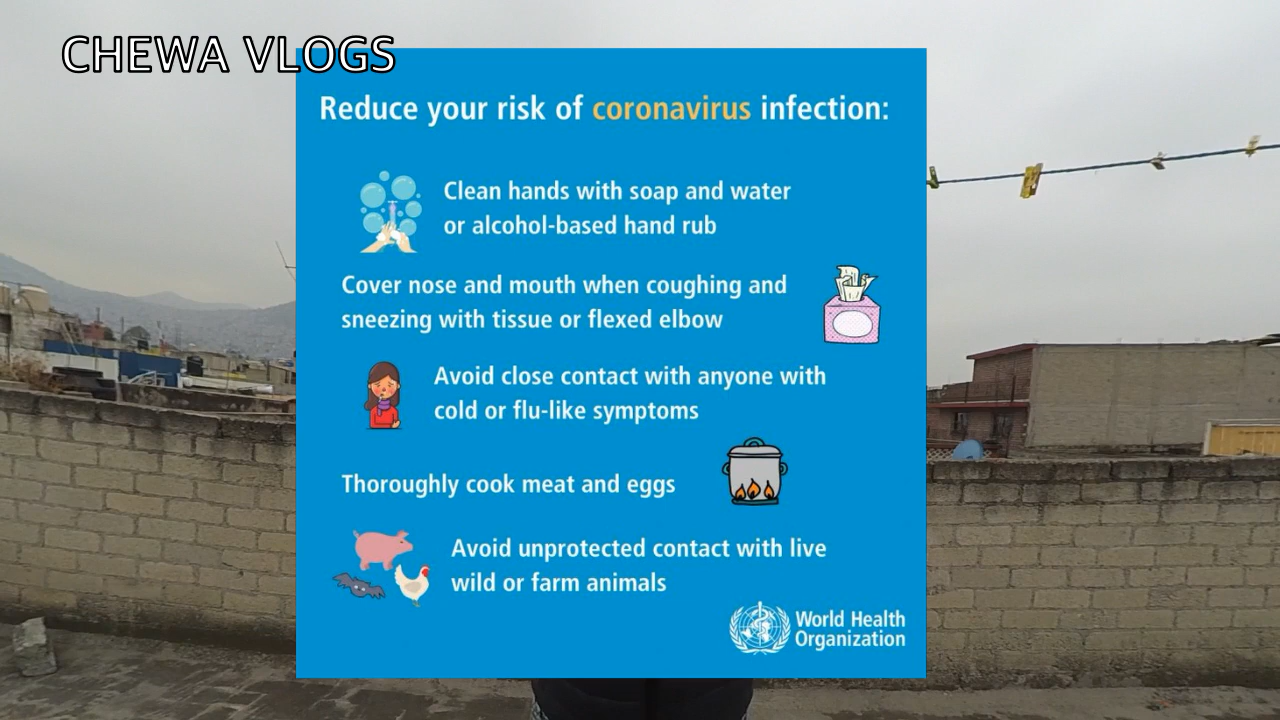 CHEWA VLOGS
Reduce your risk of coronavirus infection:
Clean hands with soap and water
or alcohol-based hand rub
Cover nose and mouth when coughing and
sneezing with tissue or flexed elbow
Avoid close contact with anyone with
cold or flu-like symptoms
Thoroughly cook meat and eggs
Avoid unprotected contact with live
wild or farm animals
World Health
Organization